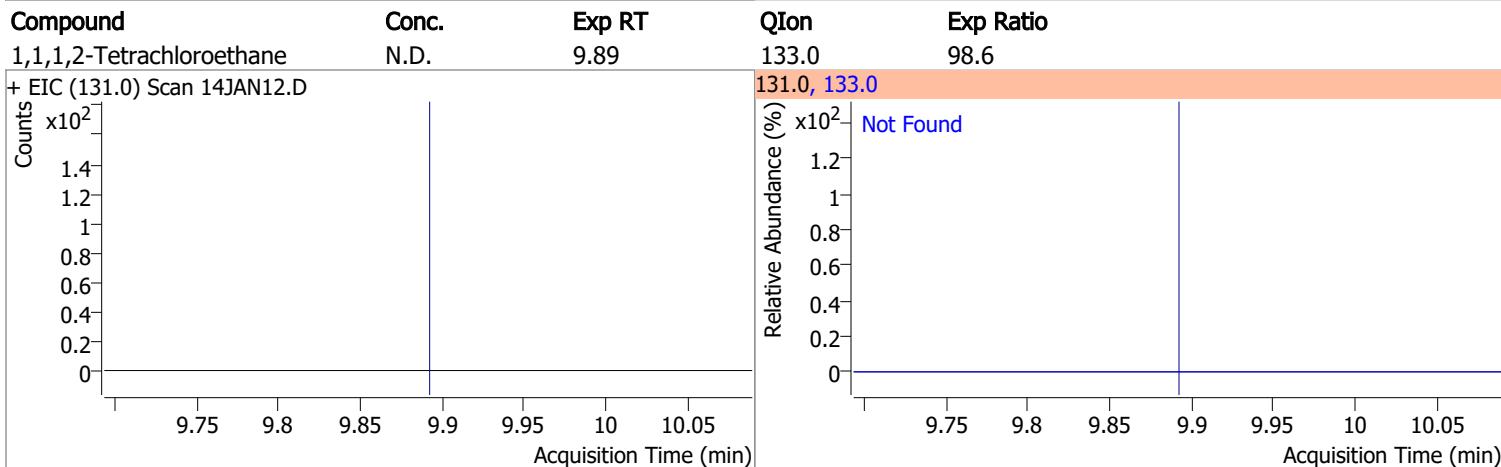 Compound Conc. Exp RT QIon Exp Ratio
1,1,1,2-Tetrachloroethane N.D. 9.89 133.0 98.6
+ EIC (131.0) Scan 14JAN12.D
Counts
x10²
1.4
1.2
1
0.8
0.6
0.4
0.2
0
9.75 9.8 9.85 9.9 9.95 10 10.05
Acquisition Time (min)
131.0, 133.0
Relative Abundance (%)
x10²
Not Found
1.2
1
0.8
0.6
0.4
0.2
0
9.75 9.8 9.85 9.9 9.95 10 10.05
Acquisition Time (min)